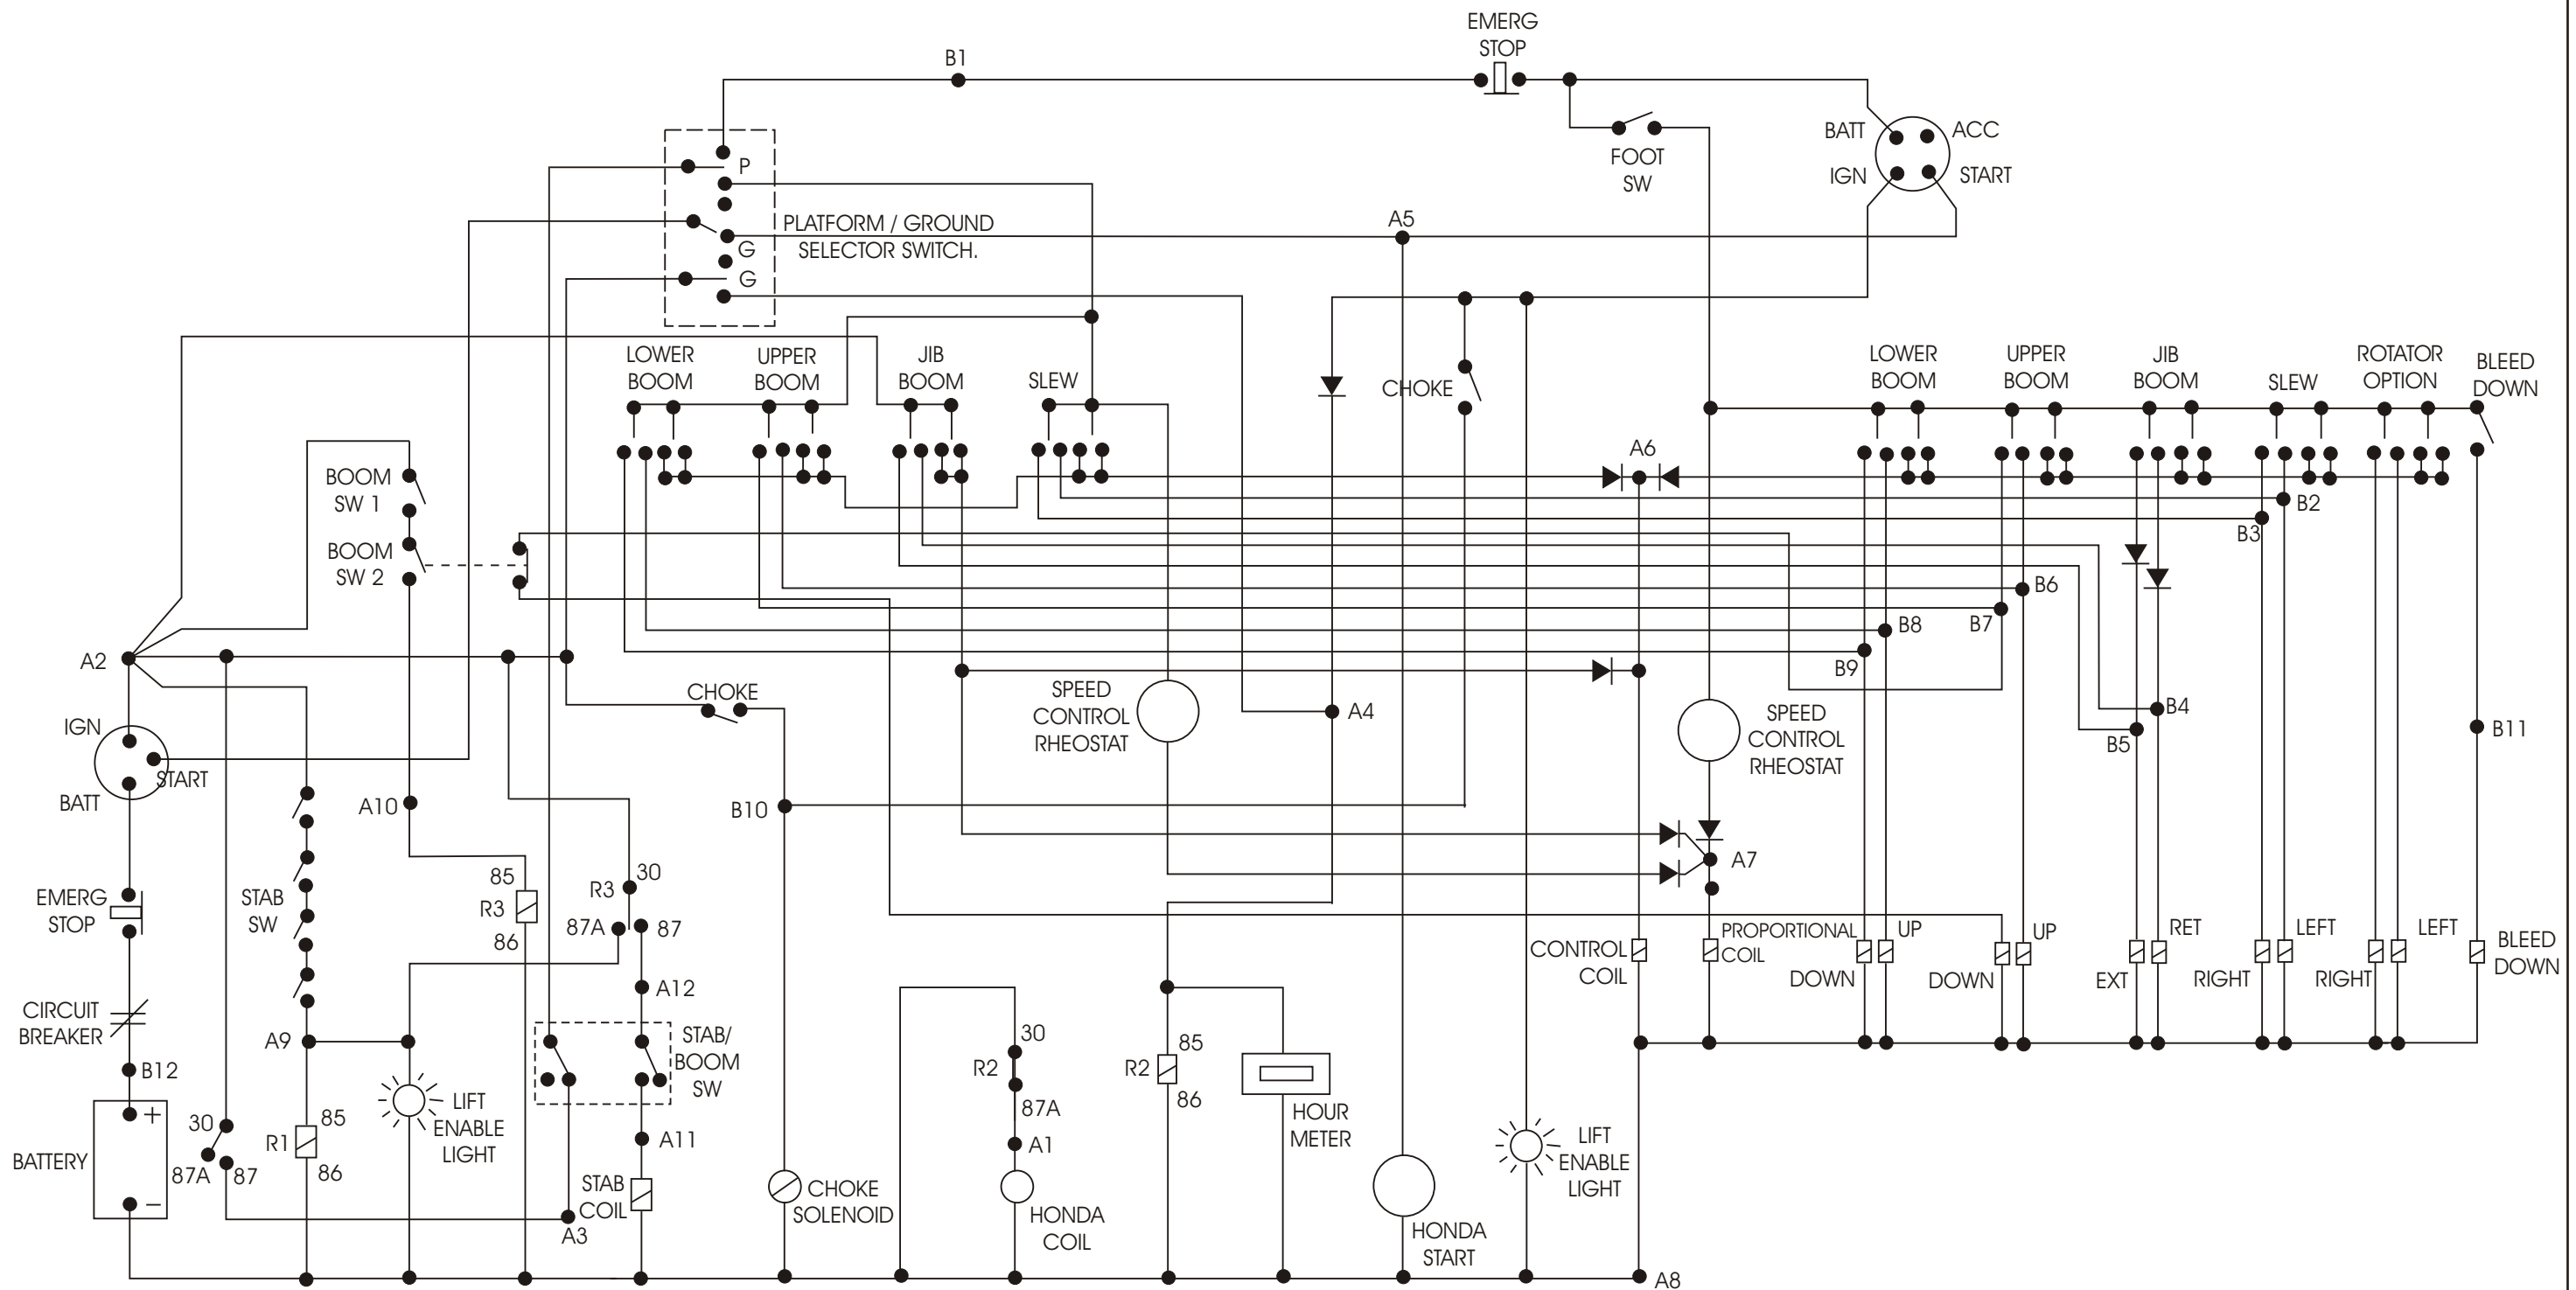 EMERG
STOP
B1
BATT
ACC
IGN
START
FOOT
SW
P
PLATFORM / GROUND
SELECTOR SWITCH.
G
G
A5
LOWER
BOOM
UPPER
BOOM
JIB
BOOM
SLEW
CHOKE
LOWER
BOOM
UPPER
BOOM
JIB
BOOM
SLEW
ROTATOR
OPTION
BLEED
DOWN
A6
BOOM
SW 1
BOOM
SW 2
B2
B3
B6
B7
B8
B9
A2
CHOKE
SPEED
CONTROL
RHEOSTAT
A4
SPEED
CONTROL
RHEOSTAT
B4
B5
B11
IGN
START
BATT
A10
B10
A7
EMERG
STOP
STAB
SW
85
R3
86
30
R3
87A
87
CONTROL
COIL
PROPORTIONAL
COIL
UP
DOWN
UP
DOWN
RET
EXT
LEFT
RIGHT
LEFT
RIGHT
BLEED
DOWN
CIRCUIT
BREAKER
A9
A12
STAB/
BOOM
SW
30
R2
87A
A1
85
R2
86
HOUR
METER
B12
+
BATTERY
−
30
87A
87
85
R1
86
LIFT
ENABLE
LIGHT
A11
STAB
COIL
A3
CHOKE
SOLENOID
HONDA
COIL
HONDA
START
LIFT
ENABLE
LIGHT
A8